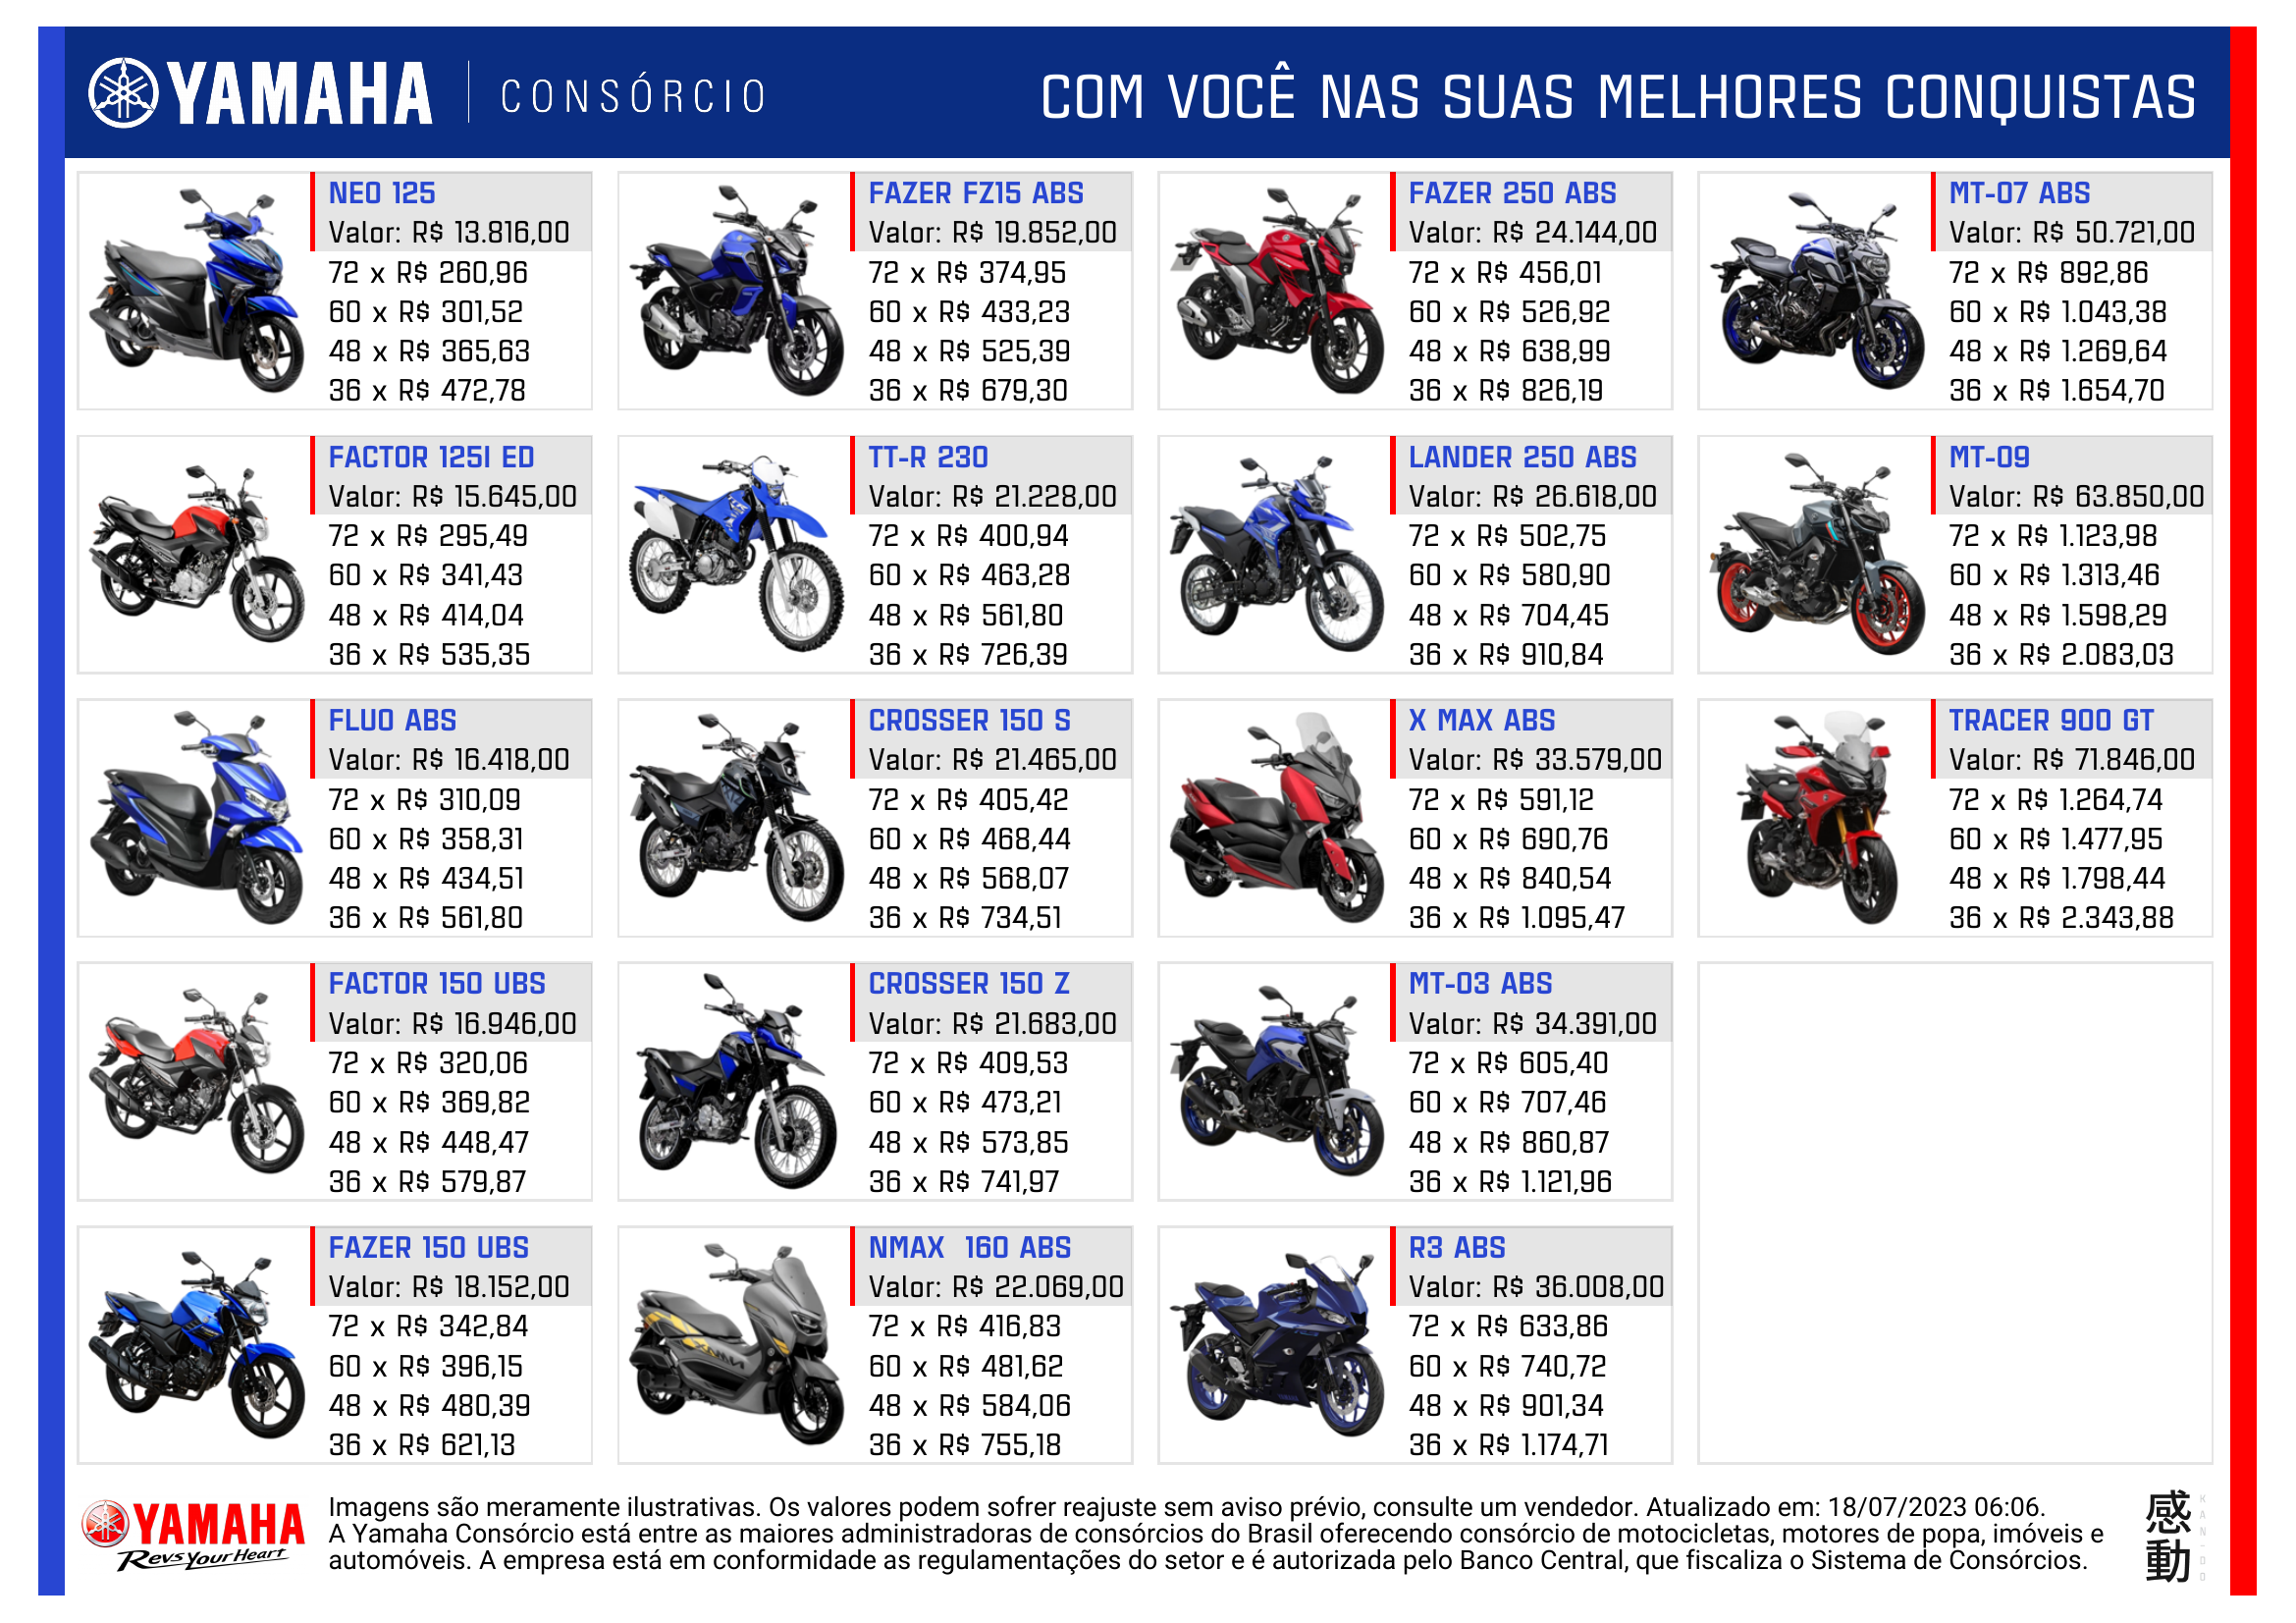 YAMAHA CONSÓRCIO
COM VOCÊ NAS SUAS MELHORES CONQUISTAS
NEO 125
Valor: R$ 13.816,00
72 x R$ 260,96
60 x R$ 301,52
48 x R$ 365,63
36 x R$ 472,78
FAZER FZ15 ABS
Valor: R$ 19.852,00
72 x R$ 374,95
60 x R$ 433,23
48 x R$ 525,39
36 x R$ 679,30
FAZER 250 ABS
Valor: R$ 24.144,00
72 x R$ 456,01
60 x R$ 526,92
48 x R$ 638,99
36 x R$ 826,19
MT-07 ABS
Valor: R$ 50.721,00
72 x R$ 892,86
60 x R$ 1.043,38
48 x R$ 1.269,64
36 x R$ 1.654,70
FACTOR 125I ED
Valor: R$ 15.645,00
72 x R$ 295,49
60 x R$ 341,43
48 x R$ 414,04
36 x R$ 535,35
TT-R 230
Valor: R$ 21.228,00
72 x R$ 400,94
60 x R$ 463,28
48 x R$ 561,80
36 x R$ 726,39
LANDER 250 ABS
Valor: R$ 26.618,00
72 x R$ 502,75
60 x R$ 580,90
48 x R$ 704,45
36 x R$ 910,84
MT-09
Valor: R$ 63.850,00
72 x R$ 1.123,98
60 x R$ 1.313,46
48 x R$ 1.598,29
36 x R$ 2.083,03
FLUO ABS
Valor: R$ 16.418,00
72 x R$ 310,09
60 x R$ 358,31
48 x R$ 434,51
36 x R$ 561,80
CROSSER 150 S
Valor: R$ 21.465,00
72 x R$ 405,42
60 x R$ 468,44
48 x R$ 568,07
36 x R$ 734,51
X MAX ABS
Valor: R$ 33.579,00
72 x R$ 591,12
60 x R$ 690,76
48 x R$ 840,54
36 x R$ 1.095,47
TRACER 900 GT
Valor: R$ 71.846,00
72 x R$ 1.264,74
60 x R$ 1.477,95
48 x R$ 1.798,44
36 x R$ 2.343,88
FACTOR 150 UBS
Valor: R$ 16.946,00
72 x R$ 320,06
60 x R$ 369,82
48 x R$ 448,47
36 x R$ 579,87
CROSSER 150 Z
Valor: R$ 21.683,00
72 x R$ 409,53
60 x R$ 473,21
48 x R$ 573,85
36 x R$ 741,97
MT-03 ABS
Valor: R$ 34.391,00
72 x R$ 605,40
60 x R$ 707,46
48 x R$ 860,87
36 x R$ 1.121,96
FAZER 150 UBS
Valor: R$ 18.152,00
72 x R$ 342,84
60 x R$ 396,15
48 x R$ 480,39
36 x R$ 621,13
NMAX 160 ABS
Valor: R$ 22.069,00
72 x R$ 416,83
60 x R$ 481,62
48 x R$ 584,06
36 x R$ 755,18
R3 ABS
Valor: R$ 36.008,00
72 x R$ 633,86
60 x R$ 740,72
48 x R$ 901,34
36 x R$ 1.174,71
YAMAHA
Revs Your Heart
Imagens são meramente ilustrativas. Os valores podem sofrer reajuste sem aviso prévio, consulte um vendedor. Atualizado em: 18/07/2023 06:06.
A Yamaha Consórcio está entre as maiores administradoras de consórcios do Brasil oferecendo consórcio de motocicletas, motores de popa, imóveis e
automóveis. A empresa está em conformidade as regulamentações do setor e é autorizada pelo Banco Central, que fiscaliza o Sistema de Consórcios.
感動
KAN-DO